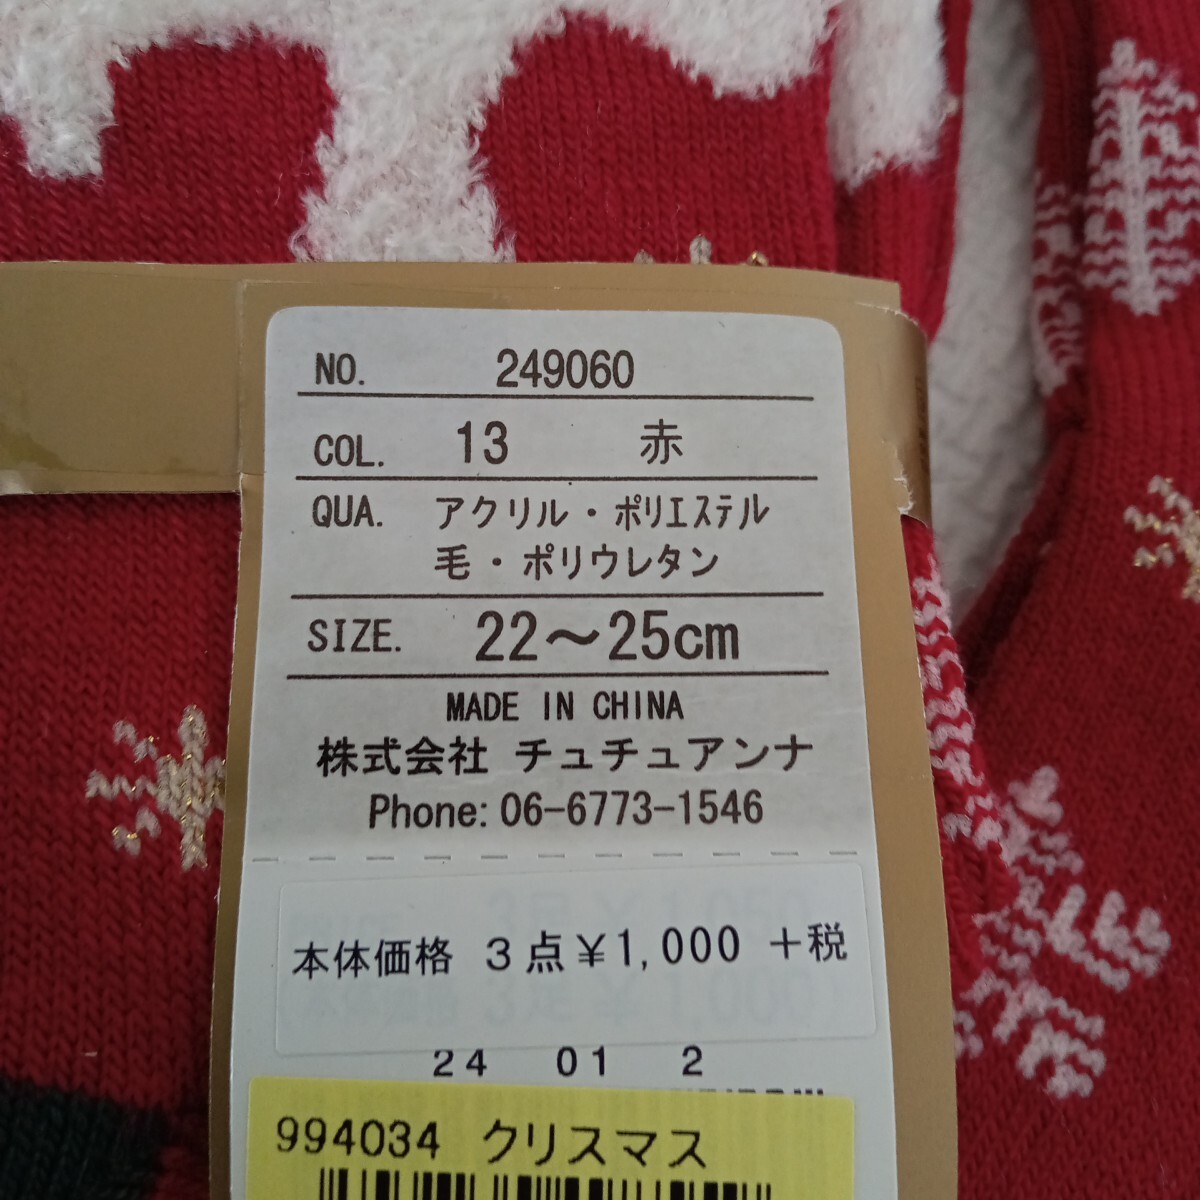 NO. 249060
COL. 13 赤
QUA. アクリル・ポリエステル
毛・ポリウレタン
SIZE. 22～25cm
MADE IN CHINA
株式会社 チュチュアンナ
Phone: 06-6773-1546
本体価格 3点¥1,000 +税
24 01 2
994034 クリスマス